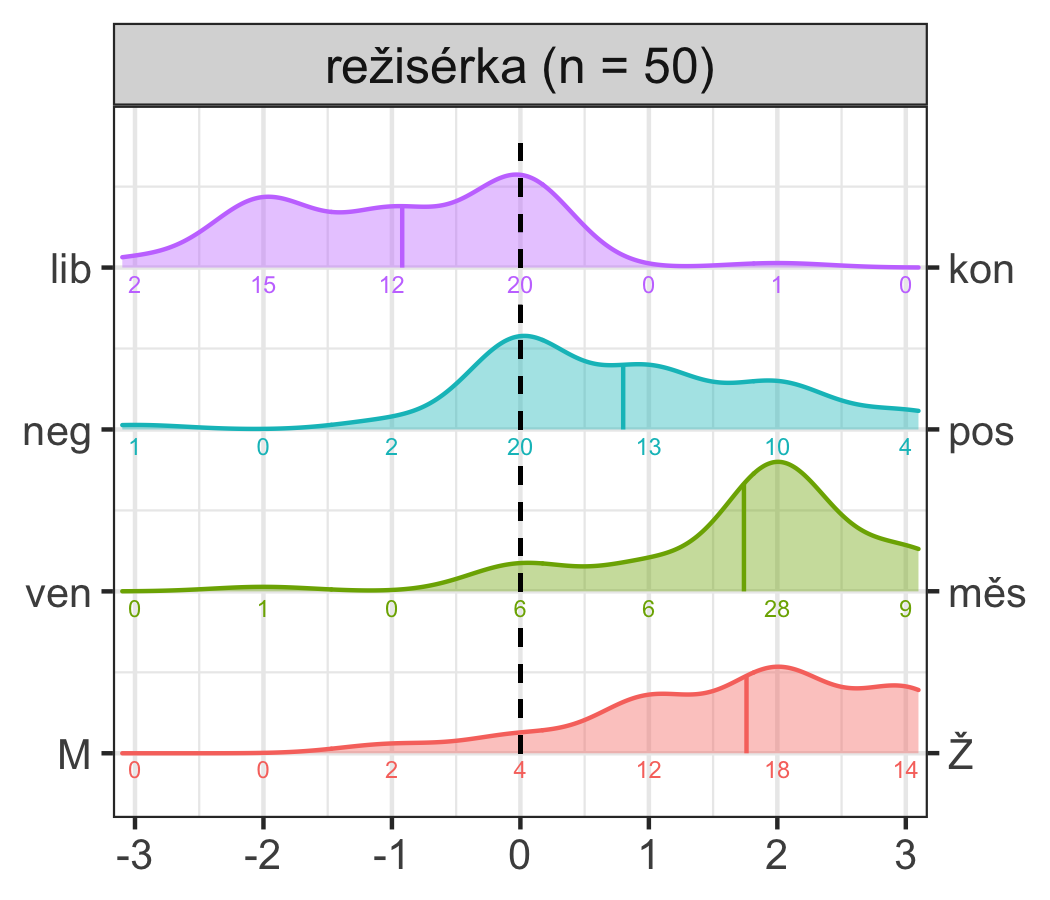 režisérka (n = 50)
lib 2 15 12 20 0 1 0 kon
neg 1 0 2 20 13 10 4 pos
ven 0 1 0 6 6 28 9 měs
M 0 0 2 4 12 18 14 Ž
-3 -2 -1 0 1 2 3